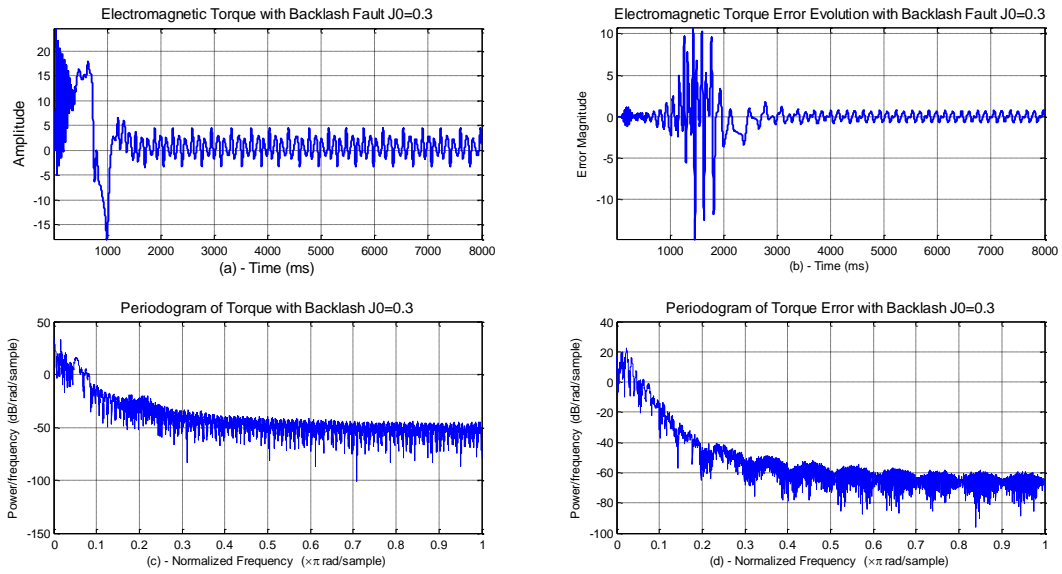 Electromagnetic Torque with Backlash Fault J0=0.3
Amplitude
20
15
10
5
0
-5
-10
-15
1000 2000 3000 4000 5000 6000 7000 8000
(a) - Time (ms)
Electromagnetic Torque Error Evolution with Backlash Fault J0=0.3
Error Magnitude
10
5
0
-5
-10
1000 2000 3000 4000 5000 6000 7000 8000
(b) - Time (ms)
Periodogram of Torque with Backlash J0=0.3
Power/frequency (dB/rad/sample)
50
0
-50
-100
-150
0 0.1 0.2 0.3 0.4 0.5 0.6 0.7 0.8 0.9 1
(c) - Normalized Frequency (×π rad/sample)
Periodogram of Torque Error with Backlash J0=0.3
Power/frequency (dB/rad/sample)
40
20
0
-20
-40
-60
-80
-100
0 0.1 0.2 0.3 0.4 0.5 0.6 0.7 0.8 0.9 1
(d) - Normalized Frequency (×π rad/sample)